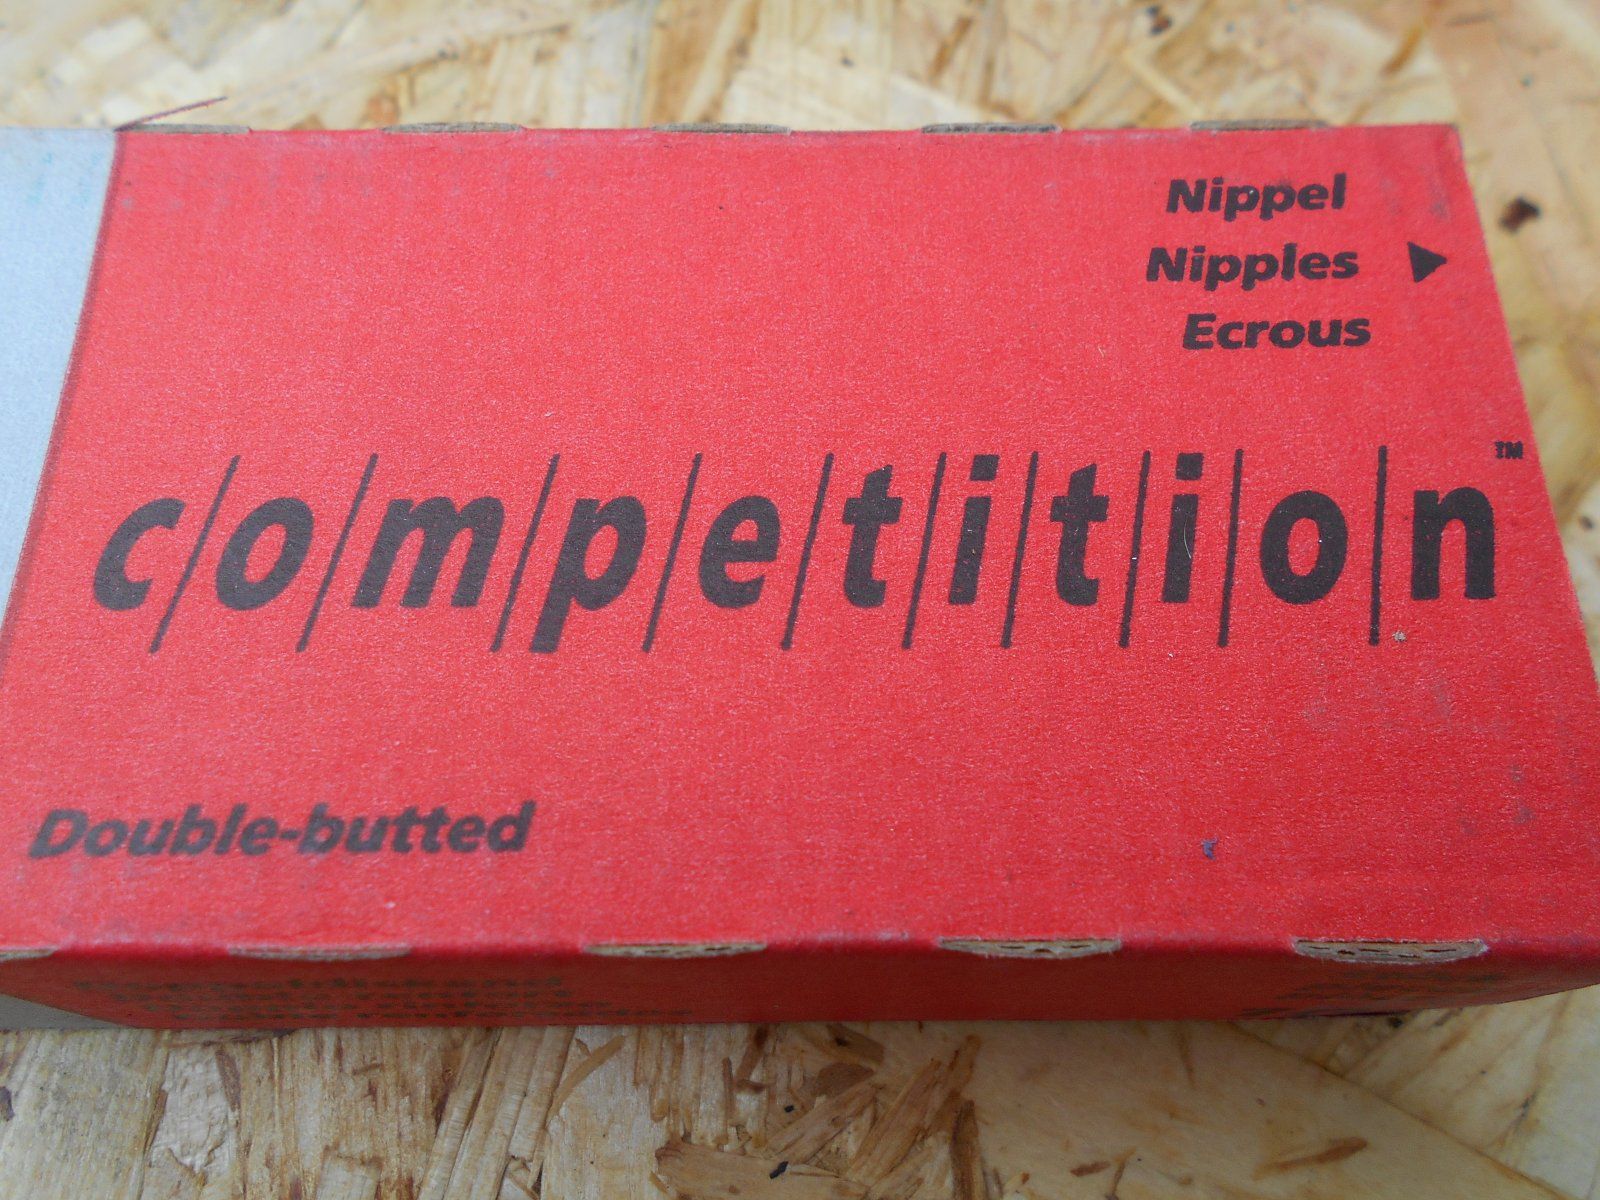 Nippel
Nipples ▶
Ecrous
c/o/m/p/e/t/i/t/i/o/n™
Double-butted